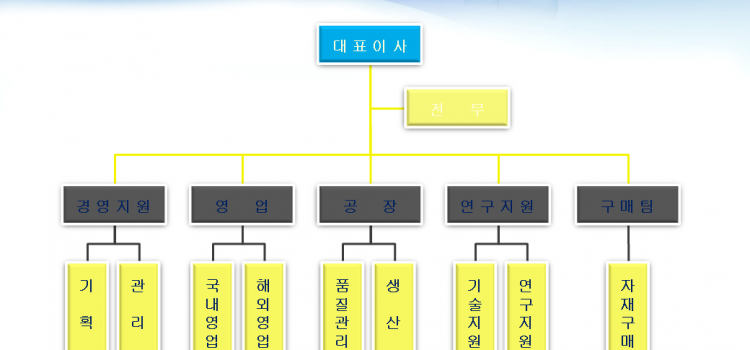 대표이사
전 무
경영지원
영 업
공 장
연구지원
구매팀
기획
관리
국내영업
해외영업
품질관리
생산
기술지원
연구지원
자재구매